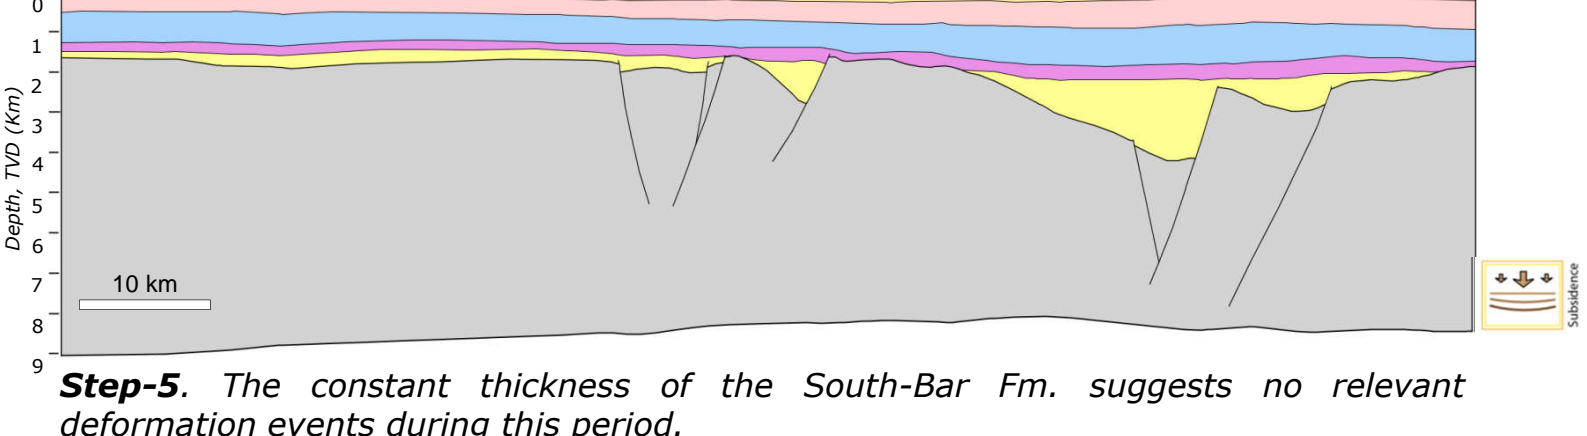 0
1
2
3
4
5
6
7
8
9
Depth, TVD (Km)
10 km
Subsidence
Step-5. The constant thickness of the South-Bar Fm. suggests no relevant
deformation events during this period.